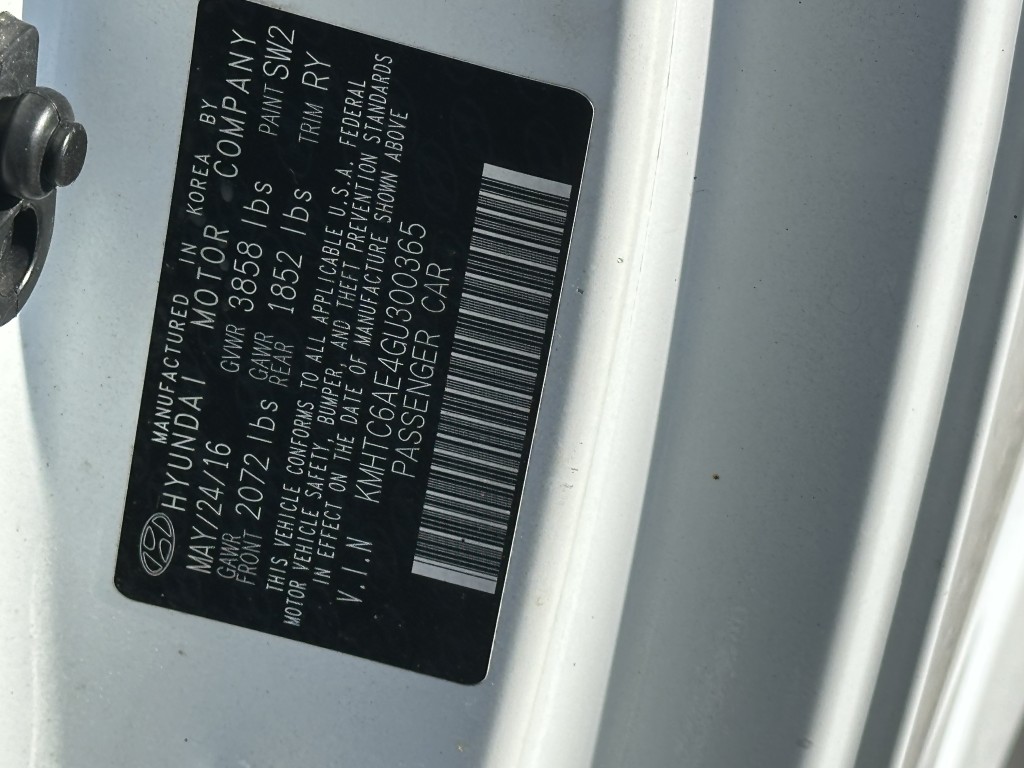 MANUFACTURED IN KOREA BY
HYUNDAI MOTOR COMPANY
MAY/24/16 GVWR 3858 lbs PAINT SW2
GAWR FRONT 2072 lbs GAWR REAR 1852 lbs TRIM RY
THIS VEHICLE CONFORMS TO ALL APPLICABLE U.S.A. FEDERAL
MOTOR VEHICLE SAFETY, BUMPER, AND THEFT PREVENTION STANDARDS
IN EFFECT ON THE DATE OF MANUFACTURE SHOWN ABOVE
V.I.N KMHTC6AE4GU300365
PASSENGER CAR